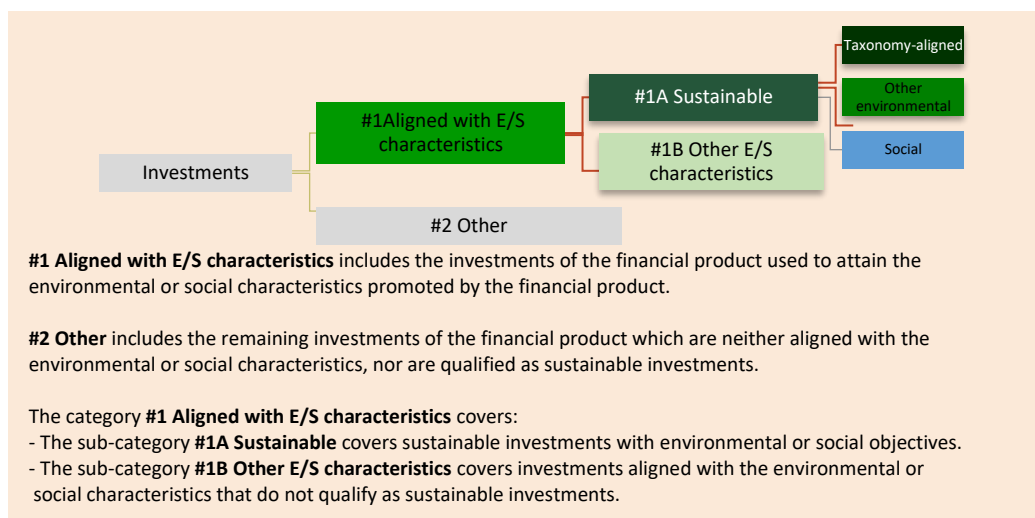 Taxonomy-aligned
#1A Sustainable
Other
environmental
#1Aligned with E/S
characteristics
Social
#1B Other E/S
characteristics
Investments
#2 Other
#1 Aligned with E/S characteristics includes the investments of the financial product used to attain the
environmental or social characteristics promoted by the financial product.
#2 Other includes the remaining investments of the financial product which are neither aligned with the
environmental or social characteristics, nor are qualified as sustainable investments.
The category #1 Aligned with E/S characteristics covers:
- The sub-category #1A Sustainable covers sustainable investments with environmental or social objectives.
- The sub-category #1B Other E/S characteristics covers investments aligned with the environmental or
social characteristics that do not qualify as sustainable investments.